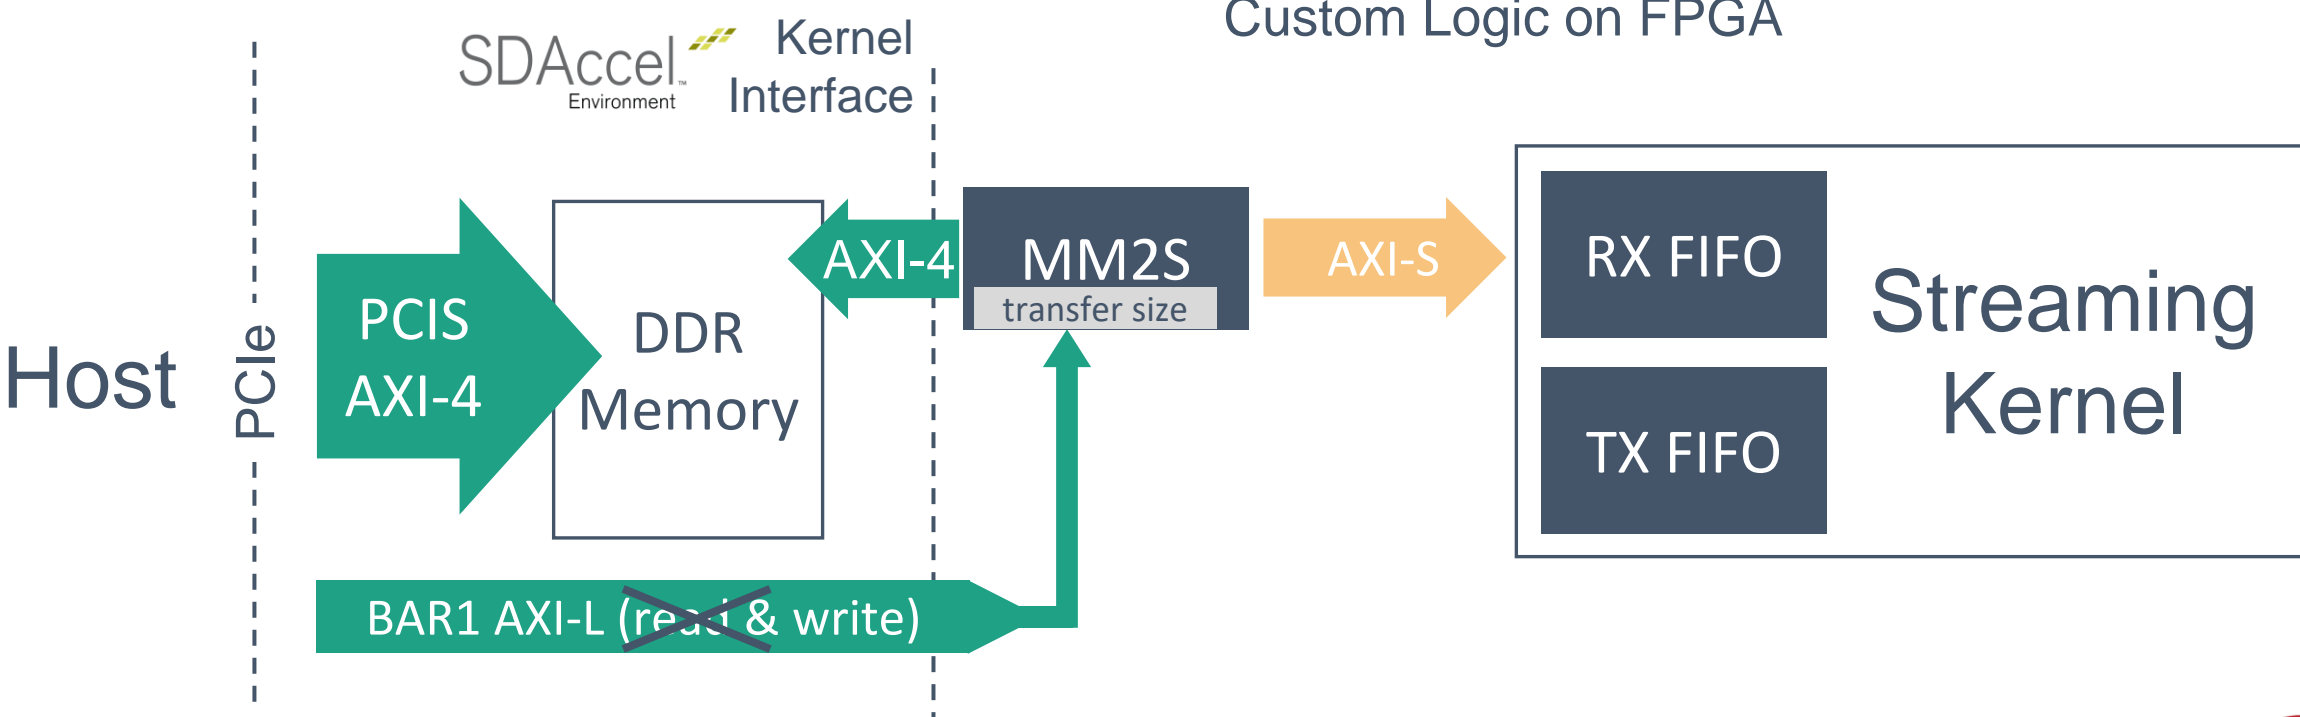 Custom Logic on FPGA
SDAccel™
Environment
Kernel
Interface
Host
PCIe
PCIS
AXI-4
DDR
Memory
AXI-4
MM2S
transfer size
AXI-S
RX FIFO
TX FIFO
Streaming
Kernel
BAR1 AXI-L (read & write)